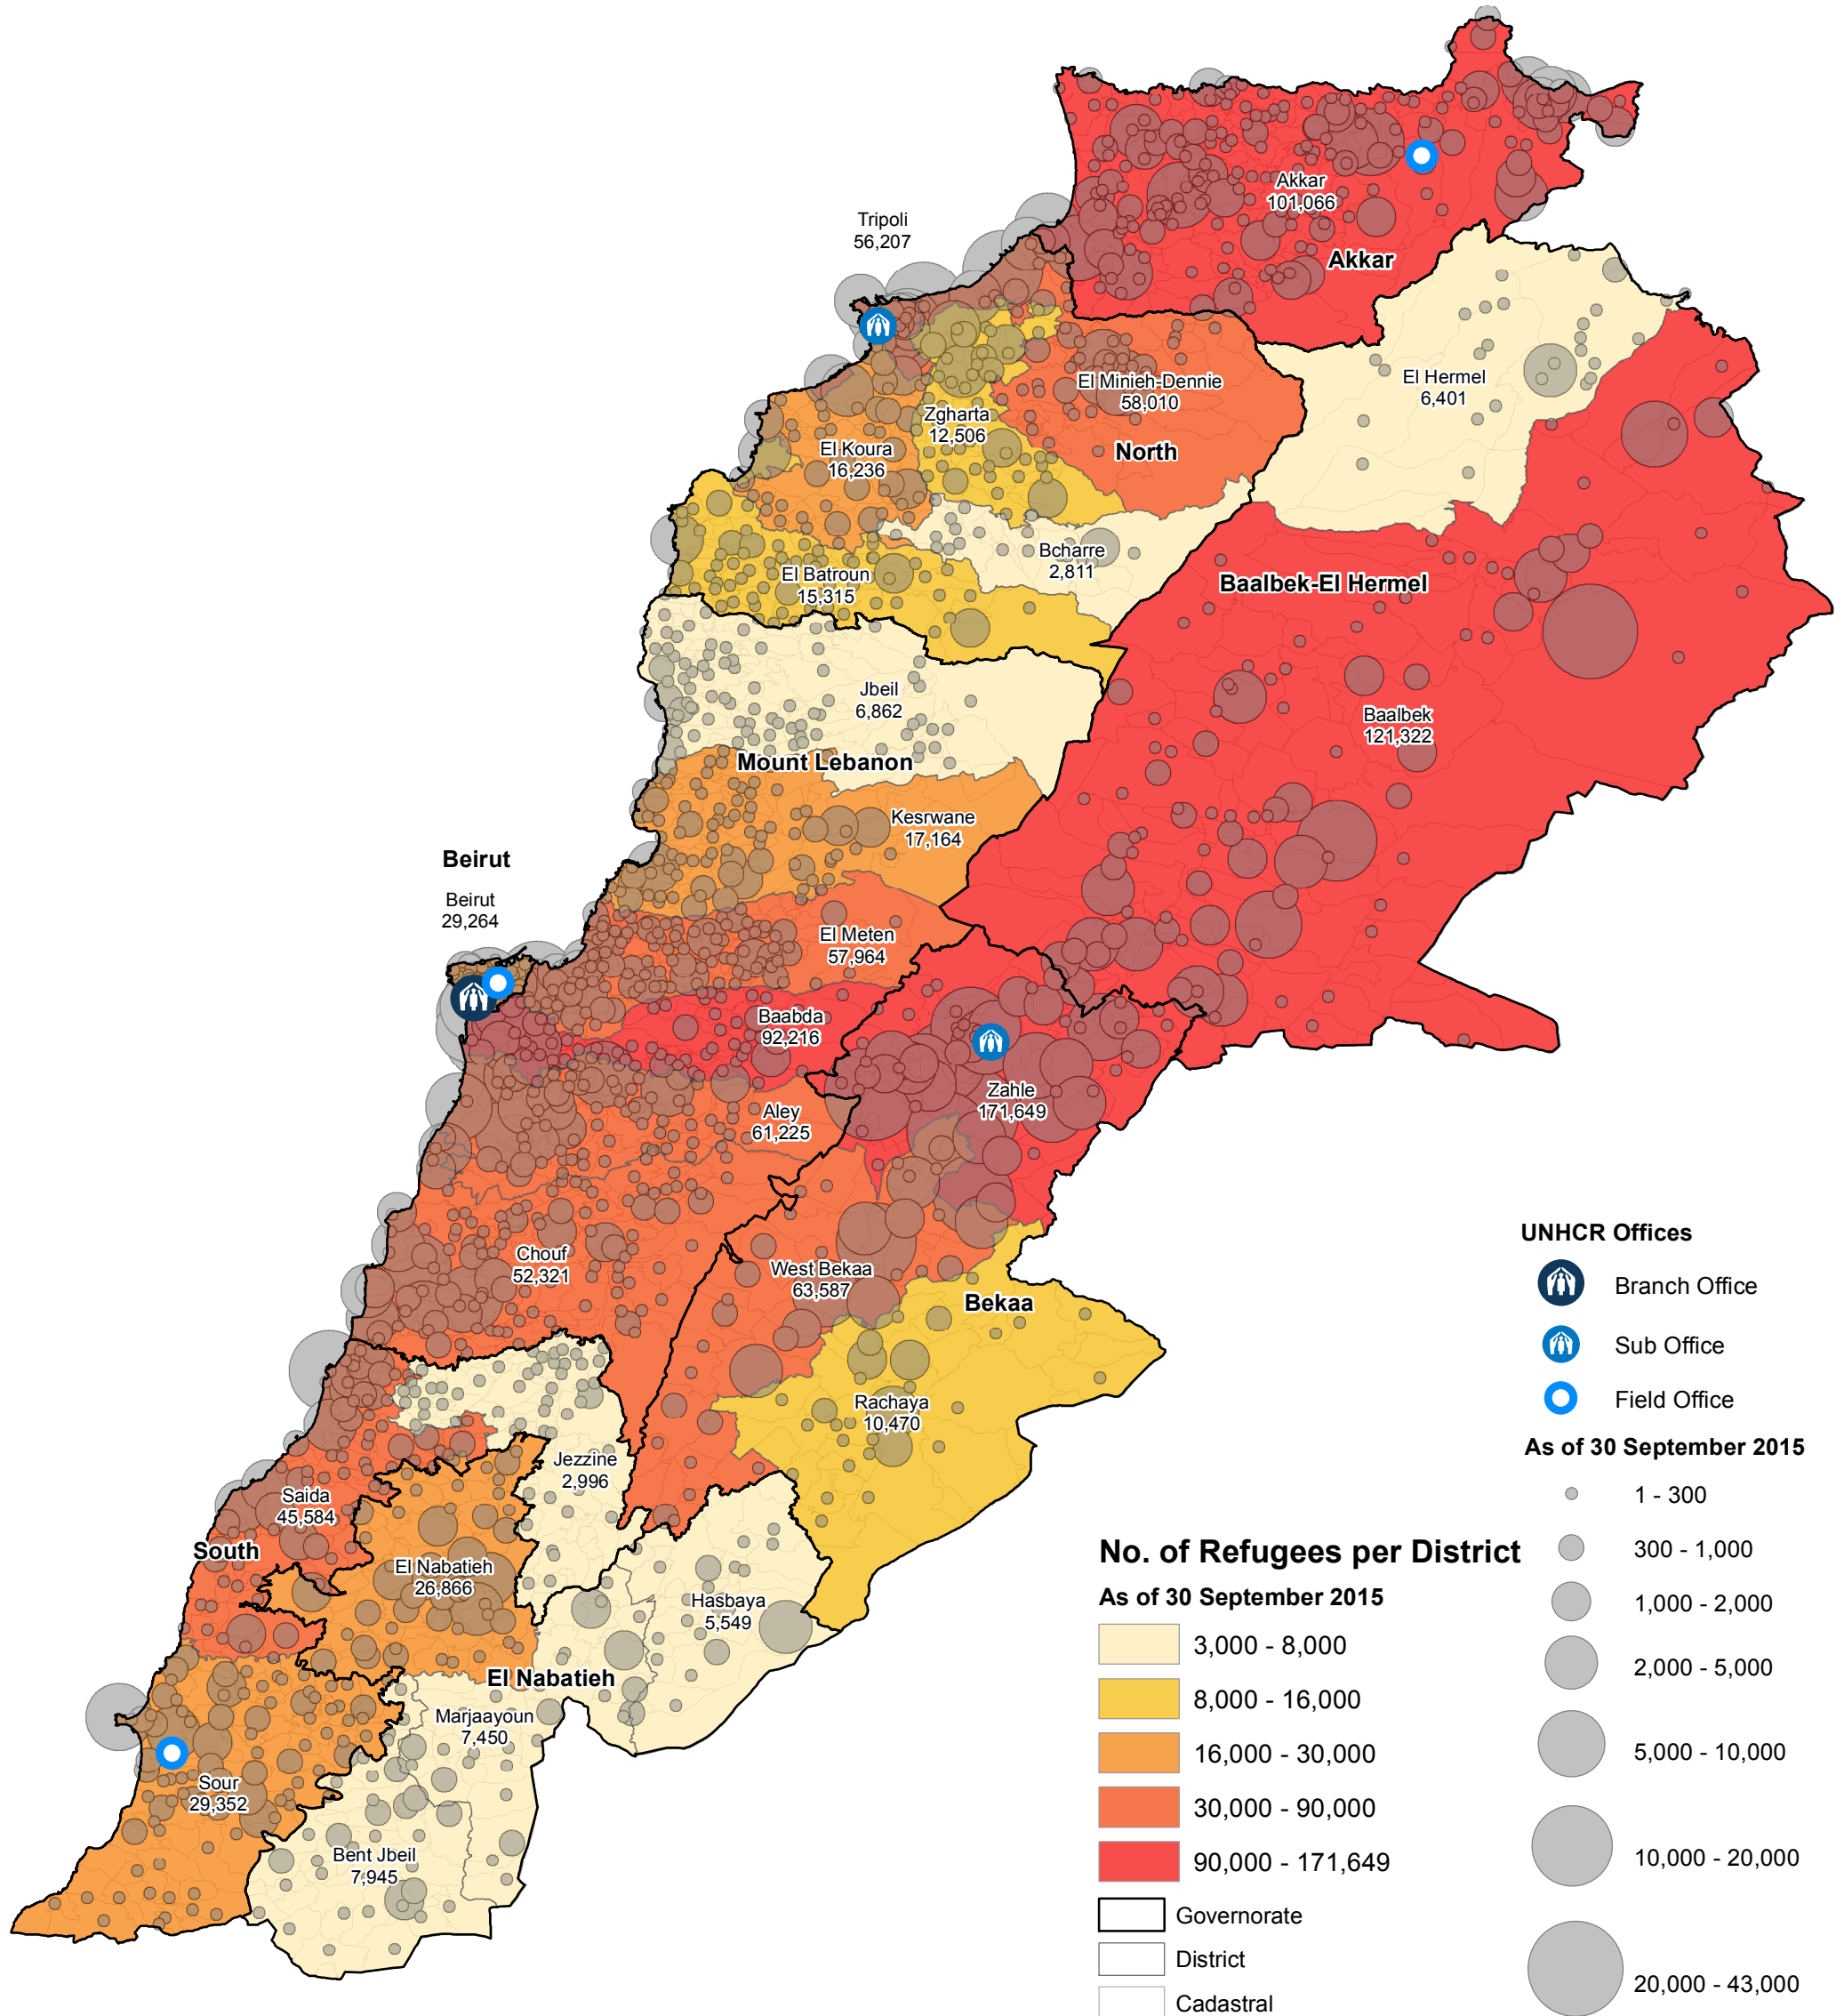 Akkar
101,066
Akkar
Tripoli
56,207
El Hermel
6,401
El Minieh-Dennie
58,010
Zgharta
12,506
North
El Koura
16,236
Bcharre
2,811
El Batroun
15,315
Baalbek-El Hermel
Jbeil
6,862
Baalbek
121,322
Mount Lebanon
Kesrwane
17,164
Beirut
Beirut
29,264
El Meten
57,964
Baabda
92,216
Zahle
171,649
Aley
61,225
Chouf
52,321
West Bekaa
63,587
Bekaa
Rachaya
10,470
Jezzine
2,996
Saida
45,584
South
El Nabatieh
26,866
Hasbaya
5,549
El Nabatieh
Marjaayoun
7,450
Sour
29,352
Bent Jbeil
7,945
UNHCR Offices
Branch Office
Sub Office
Field Office
As of 30 September 2015
1 - 300
300 - 1,000
1,000 - 2,000
2,000 - 5,000
5,000 - 10,000
10,000 - 20,000
20,000 - 43,000
No. of Refugees per District
As of 30 September 2015
3,000 - 8,000
8,000 - 16,000
16,000 - 30,000
30,000 - 90,000
90,000 - 171,649
Governorate
District
Cadastral